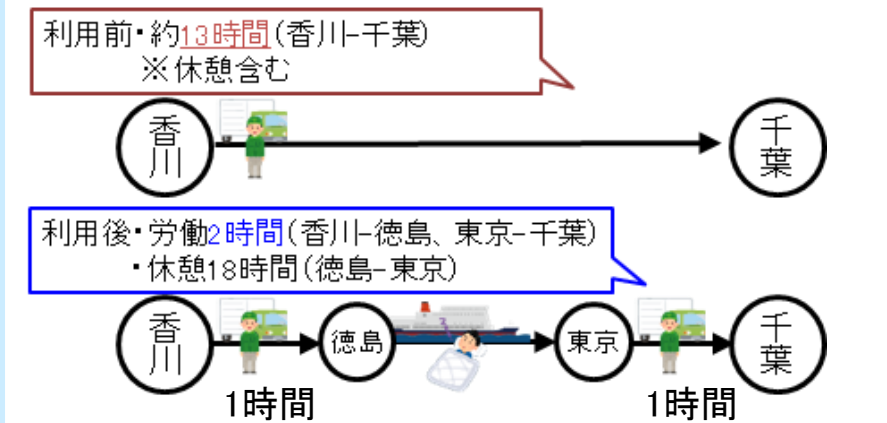 利用前・約13時間(香川-千葉)
※休憩含む
香川
千葉
利用後・労働2時間(香川-徳島、東京-千葉)
・休憩18時間(徳島-東京)
香川
徳島
東京
千葉
1時間
1時間